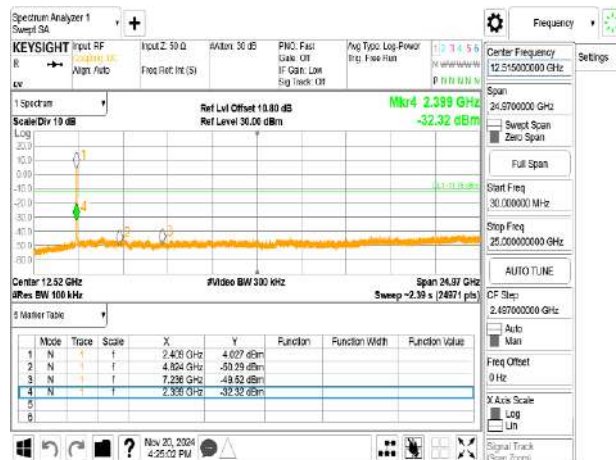 Spectrum Analyzer 1
Swept SA
Frequency
KEYSIGHT
Input: RF
Input Z: 50 Ω
#Atten: 30 dB
PNO: Fast
Avg Type: Log-Power
1 2 3 4 5 6
R
Align: Auto
Freq Ref: Int (S)
Gate: Off
Trig: Free Run
IF Gain: Low
Sig Track: Off
P N N N N N
Center Frequency
12.515000000 GHz
Settings
Span
24.9700000 GHz
Swept Span
Zero Span
Full Span
Start Freq
30.000000 MHz
Stop Freq
25.000000000 GHz
AUTO TUNE
CF Step
2.497000000 GHz
Auto
Man
Freq Offset
0 Hz
X Axis Scale
Log
Lin
Signal Track
(Span Zoom)
1 Spectrum
Scale/Div 10 dB
Ref Lvl Offset 10.80 dB
Ref Level 30.00 dBm
Mkr4 2.399 GHz
-32.32 dBm
Log
20.0
10.0
0.00
-10.0
-20.0
-30.0
-40.0
-50.0
-60.0
1
4
2
3
Center 12.52 GHz
#Video BW 300 kHz
Span 24.97 GHz
#Res BW 100 kHz
Sweep ~2.39 s (24971 pts)
5 Marker Table
Mode Trace Scale X Y Function Function Width Function Value
1 N 1 f 2.409 GHz 4.027 dBm
2 N 1 f 4.824 GHz -50.29 dBm
3 N 1 f 7.236 GHz -49.62 dBm
4 N 1 f 2.399 GHz -32.32 dBm
5
6
?
Nov 20, 2024
4:25:02 PM